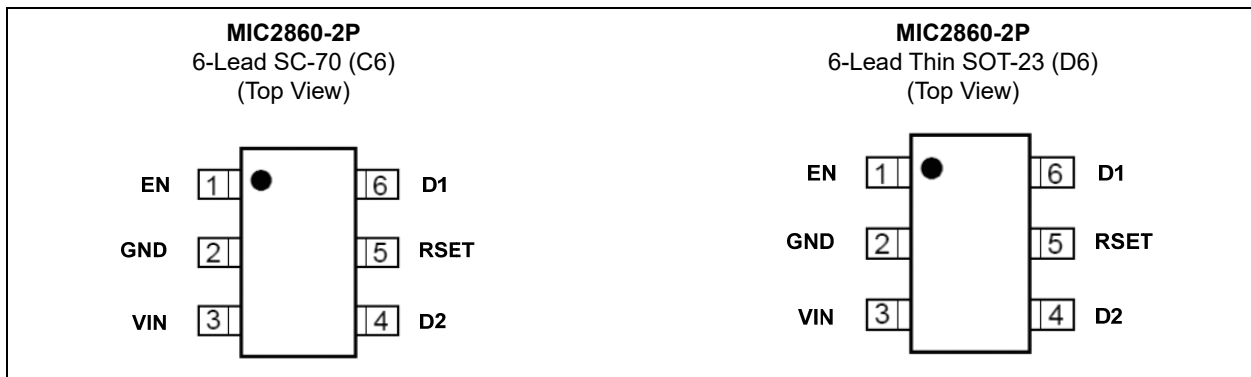 MIC2860-2P
6-Lead SC-70 (C6)
(Top View)
EN 1 6 D1
GND 2 5 RSET
VIN 3 4 D2
MIC2860-2P
6-Lead Thin SOT-23 (D6)
(Top View)
EN 1 6 D1
GND 2 5 RSET
VIN 3 4 D2